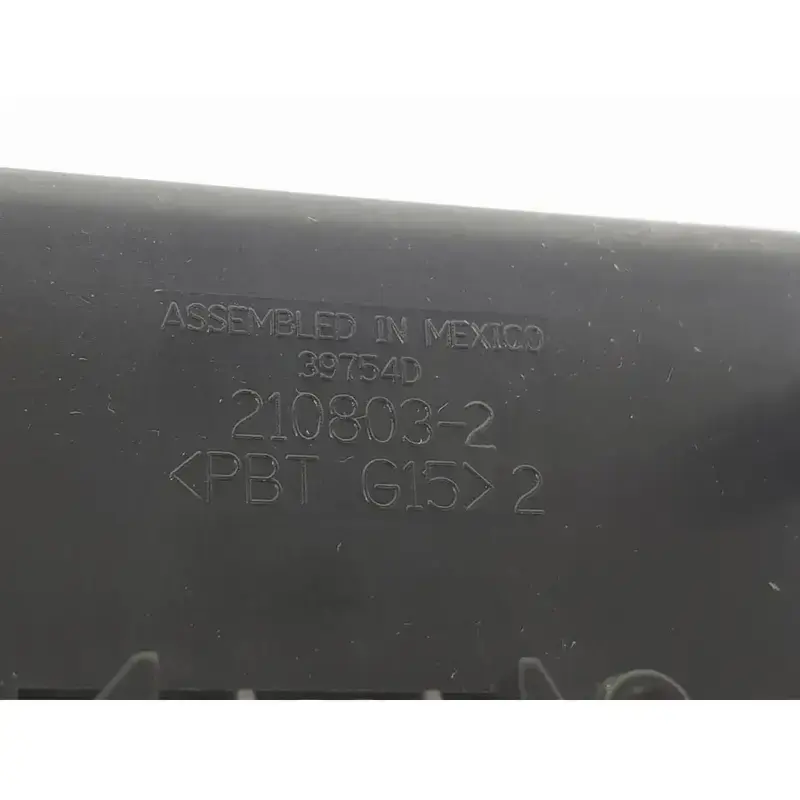 ASSEMBLED IN MEXICO
39754D
210803-2
<PBT G15>2